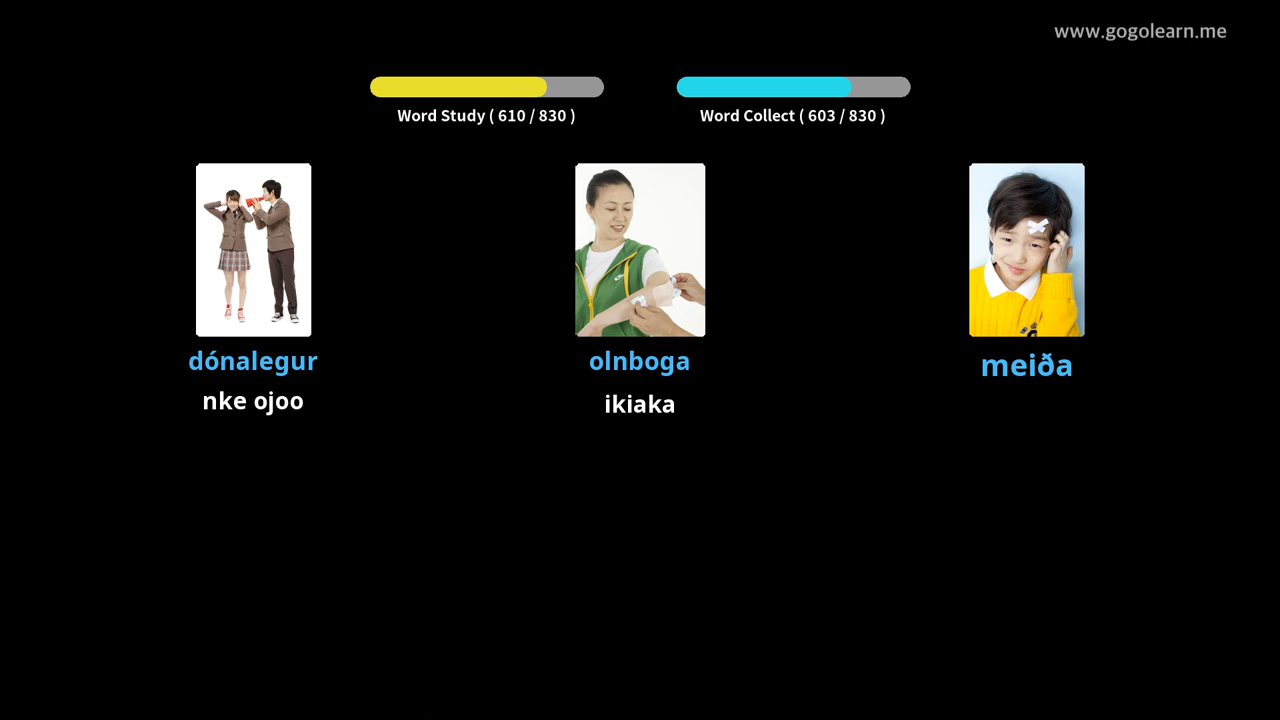 www.gogolearn.me
Word Study ( 610 / 830 )
Word Collect ( 603 / 830 )
dónalegur
nke ojoo
olnboga
ikiaka
meiða